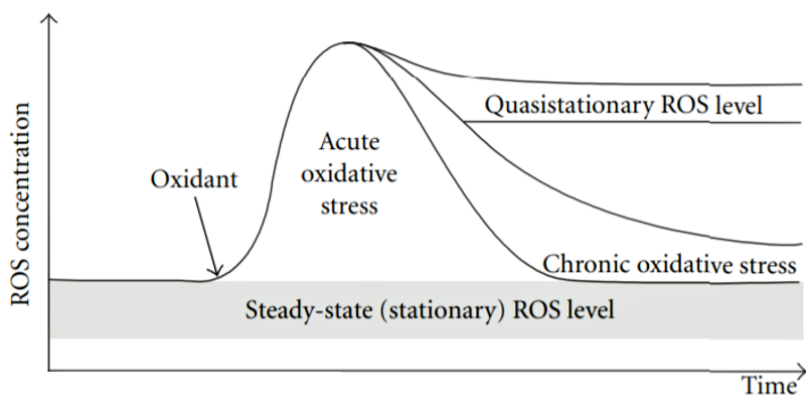 ROS concentration
Oxidant
Acute
oxidative
stress
Quasistationary ROS level
Chronic oxidative stress
Steady-state (stationary) ROS level
Time